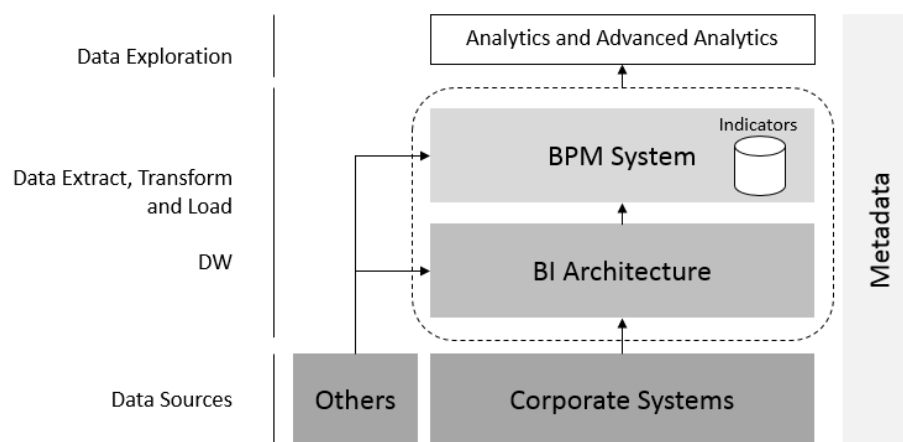 Data Exploration
Analytics and Advanced Analytics
Indicators
BPM System
Data Extract, Transform
and Load
DW
BI Architecture
Metadata
Data Sources
Others
Corporate Systems